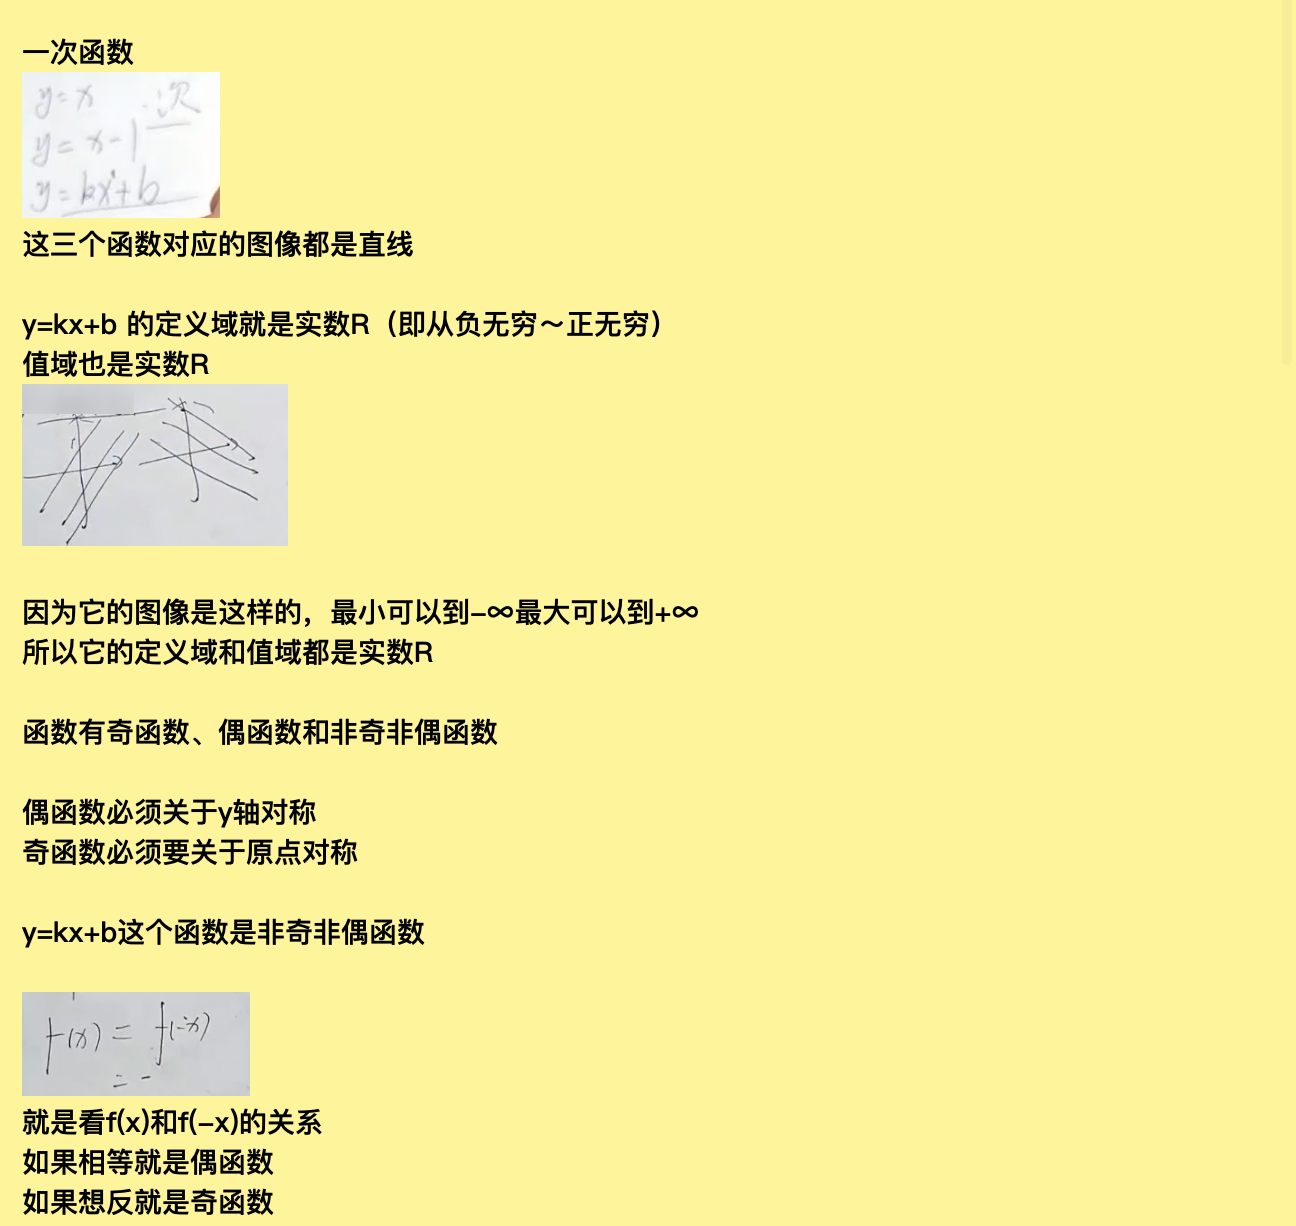 一次函数
y=x 一次
y=x-1
y=kx+b
这三个函数对应的图像都是直线
y=kx+b 的定义域就是实数R（即从负无穷～正无穷）
值域也是实数R
因为它的图像是这样的，最小可以到-∞最大可以到+∞
所以它的定义域和值域都是实数R
函数有奇函数、偶函数和非奇非偶函数
偶函数必须关于y轴对称
奇函数必须要关于原点对称
y=kx+b这个函数是非奇非偶函数
f(x) = f(-x)
= -
就是看f(x)和f(-x)的关系
如果相等就是偶函数
如果想反就是奇函数